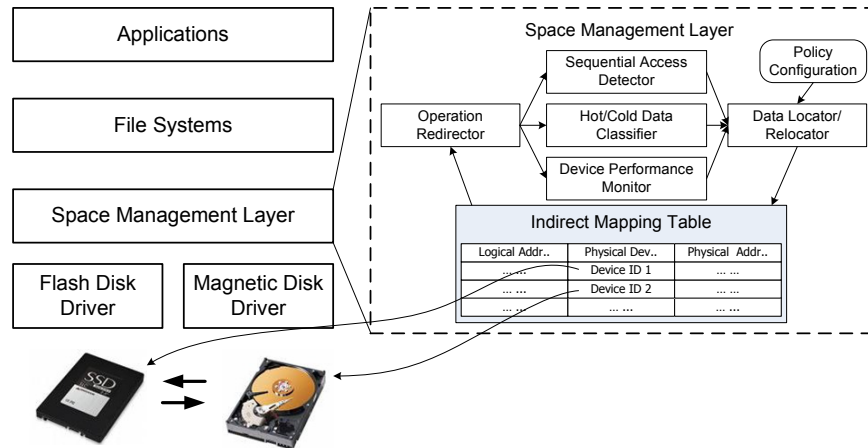 Applications
File Systems
Space Management Layer
Flash Disk
Driver
Magnetic Disk
Driver
SSD
Space Management Layer
Policy
Configuration
Sequential Access
Detector
Operation
Redirector
Hot/Cold Data
Classifier
Data Locator/
Relocator
Device Performance
Monitor
Indirect Mapping Table
Logical Addr.. Physical Dev.. Physical Addr..
... ... Device ID 1 ... ...
... ... Device ID 2 ... ...
... ... ... ... ... ...